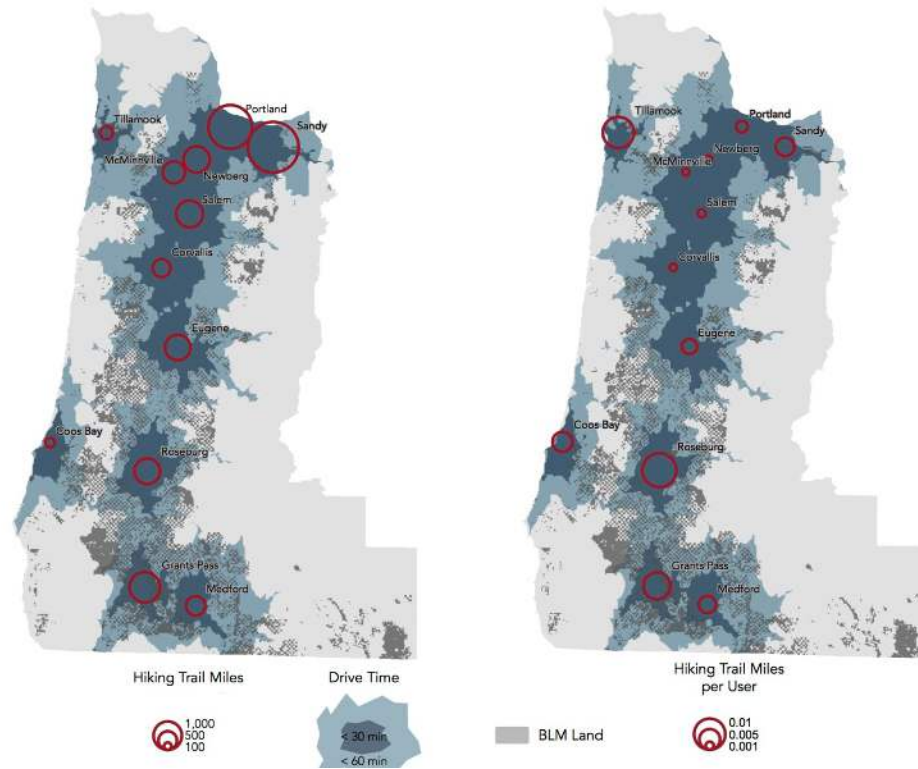 Portland
Tillamook
Sandy
McMinnville
Newberg
Salem
Corvallis
Eugene
Coos Bay
Roseburg
Grants Pass
Medford
Portland
Tillamook
Sandy
Newberg
McMinnville
Salem
Corvallis
Eugene
Coos Bay
Roseburg
Grants Pass
Medford
Hiking Trail Miles
1,000
500
100
Drive Time
< 30 min
< 60 min
BLM Land
Hiking Trail Miles
per User
0.01
0.005
0.001